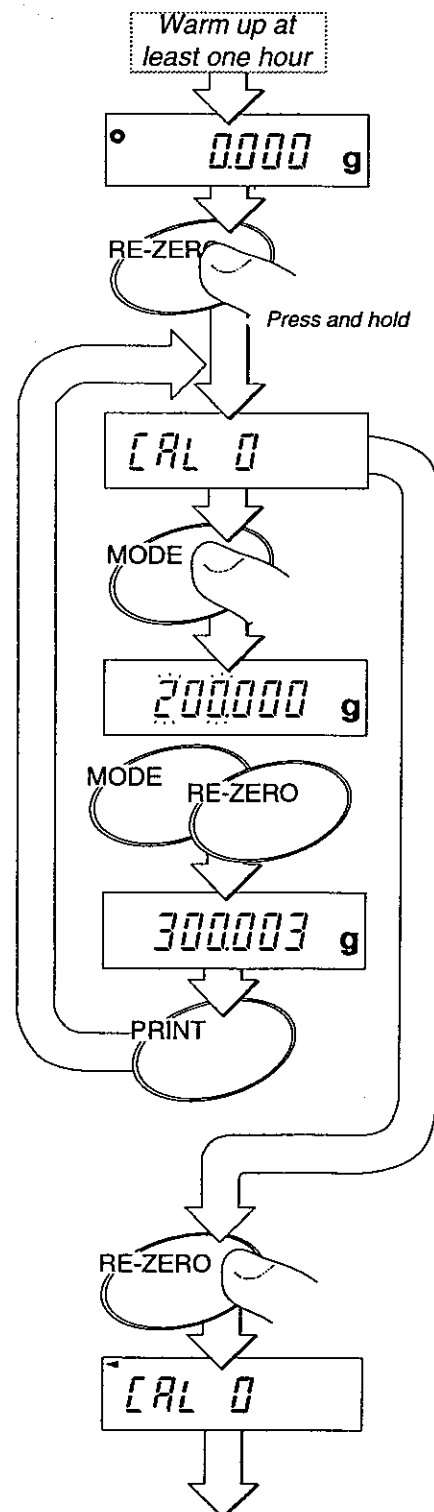 Warm up at
least one hour
0.000 g
RE-ZERO
Press and hold
CAL 0
MODE
200.000 g
MODE
RE-ZERO
300.003 g
PRINT
RE-ZERO
CAL 0